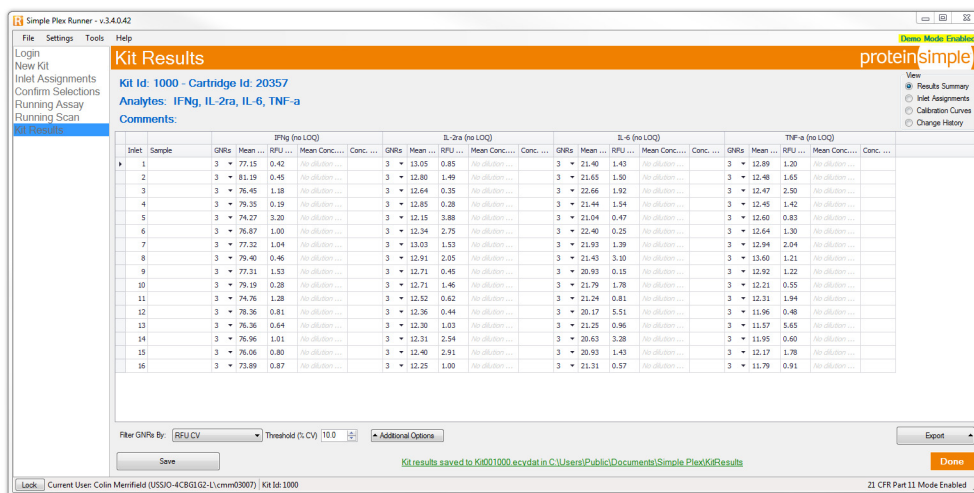 Simple Plex Runner - v.3.4.0.42
File Settings Tools Help
Demo Mode Enabled
Login
New Kit
Inlet Assignments
Confirm Selections
Running Assay
Running Scan
Kit Results
Kit Results
proteinsimple
Kit Id: 1000 - Cartridge Id: 20357
Analytes: IFNg, IL-2ra, IL-6, TNF-a
Comments:
View
Results Summary
Inlet Assignments
Calibration Curves
Change History
IFNg (no LOQ) IL-2ra (no LOQ) IL-6 (no LOQ) TNF-a (no LOQ)
Inlet Sample GNRs Mean ... RFU ... Mean Conc.... Conc. ... GNRs Mean ... RFU ... Mean Conc.... Conc. ... GNRs Mean ... RFU ... Mean Conc.... Conc. ... GNRs Mean ... RFU ... Mean Conc.... Conc. ...
1 3 77.15 0.42 No dilution ... 3 13.05 0.85 No dilution ... 3 21.40 1.43 No dilution ... 3 12.89 1.20 No dilution ...
2 3 81.19 0.45 No dilution ... 3 12.80 1.49 No dilution ... 3 21.65 1.50 No dilution ... 3 12.48 1.65 No dilution ...
3 3 76.45 1.18 No dilution ... 3 12.64 0.35 No dilution ... 3 22.66 1.92 No dilution ... 3 12.47 2.50 No dilution ...
4 3 79.35 0.19 No dilution ... 3 12.85 0.28 No dilution ... 3 21.44 1.54 No dilution ... 3 12.45 1.42 No dilution ...
5 3 74.27 3.20 No dilution ... 3 12.15 3.88 No dilution ... 3 21.04 0.47 No dilution ... 3 12.60 0.83 No dilution ...
6 3 76.87 1.00 No dilution ... 3 12.34 2.75 No dilution ... 3 22.40 0.25 No dilution ... 3 12.64 1.30 No dilution ...
7 3 77.32 1.04 No dilution ... 3 13.03 1.53 No dilution ... 3 21.93 1.39 No dilution ... 3 12.94 2.04 No dilution ...
8 3 79.40 0.46 No dilution ... 3 12.91 2.05 No dilution ... 3 21.43 3.10 No dilution ... 3 13.60 1.21 No dilution ...
9 3 77.31 1.53 No dilution ... 3 12.71 0.45 No dilution ... 3 20.93 0.15 No dilution ... 3 12.92 1.22 No dilution ...
10 3 79.19 0.28 No dilution ... 3 12.71 1.46 No dilution ... 3 21.79 1.78 No dilution ... 3 12.21 0.55 No dilution ...
11 3 74.76 1.28 No dilution ... 3 12.52 0.62 No dilution ... 3 21.24 0.81 No dilution ... 3 12.31 1.94 No dilution ...
12 3 78.36 0.81 No dilution ... 3 12.36 0.44 No dilution ... 3 20.17 5.51 No dilution ... 3 11.96 0.48 No dilution ...
13 3 76.36 0.64 No dilution ... 3 12.30 1.03 No dilution ... 3 21.25 0.96 No dilution ... 3 11.57 5.65 No dilution ...
14 3 76.96 1.01 No dilution ... 3 12.31 2.54 No dilution ... 3 20.63 3.28 No dilution ... 3 11.95 0.60 No dilution ...
15 3 76.06 0.80 No dilution ... 3 12.40 2.91 No dilution ... 3 20.93 1.43 No dilution ... 3 12.17 1.78 No dilution ...
16 3 73.89 0.87 No dilution ... 3 12.25 1.00 No dilution ... 3 21.31 0.57 No dilution ... 3 11.79 0.91 No dilution ...
Filter GNRs By: RFU CV Threshold (% CV) 10.0 Additional Options Export
Save Kit results saved to Kit001000.ecydat in C:\Users\Public\Documents\Simple Plex\KitResults Done
Lock Current User: Colin Merrifield (USSJO-4CBG1G2-L\cmm03007) Kit Id: 1000 21 CFR Part 11 Mode Enabled